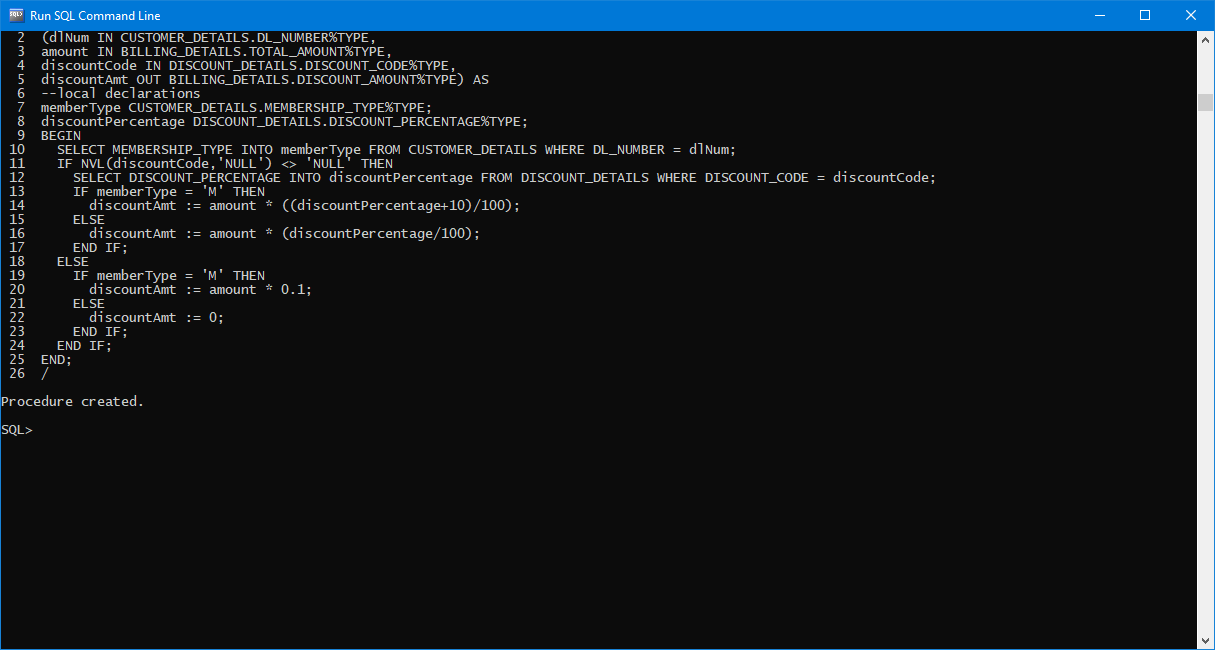 SQL> Run SQL Command Line
2 (dlNum IN CUSTOMER_DETAILS.DL_NUMBER%TYPE,
3 amount IN BILLING_DETAILS.TOTAL_AMOUNT%TYPE,
4 discountCode IN DISCOUNT_DETAILS.DISCOUNT_CODE%TYPE,
5 discountAmt OUT BILLING_DETAILS.DISCOUNT_AMOUNT%TYPE) AS
6 --local declarations
7 memberType CUSTOMER_DETAILS.MEMBERSHIP_TYPE%TYPE;
8 discountPercentage DISCOUNT_DETAILS.DISCOUNT_PERCENTAGE%TYPE;
9 BEGIN
10 SELECT MEMBERSHIP_TYPE INTO memberType FROM CUSTOMER_DETAILS WHERE DL_NUMBER = dlNum;
11 IF NVL(discountCode,'NULL') <> 'NULL' THEN
12 SELECT DISCOUNT_PERCENTAGE INTO discountPercentage FROM DISCOUNT_DETAILS WHERE DISCOUNT_CODE = discountCode;
13 IF memberType = 'M' THEN
14 discountAmt := amount * ((discountPercentage+10)/100);
15 ELSE
16 discountAmt := amount * (discountPercentage/100);
17 END IF;
18 ELSE
19 IF memberType = 'M' THEN
20 discountAmt := amount * 0.1;
21 ELSE
22 discountAmt := 0;
23 END IF;
24 END IF;
25 END;
26 /
Procedure created.
SQL>